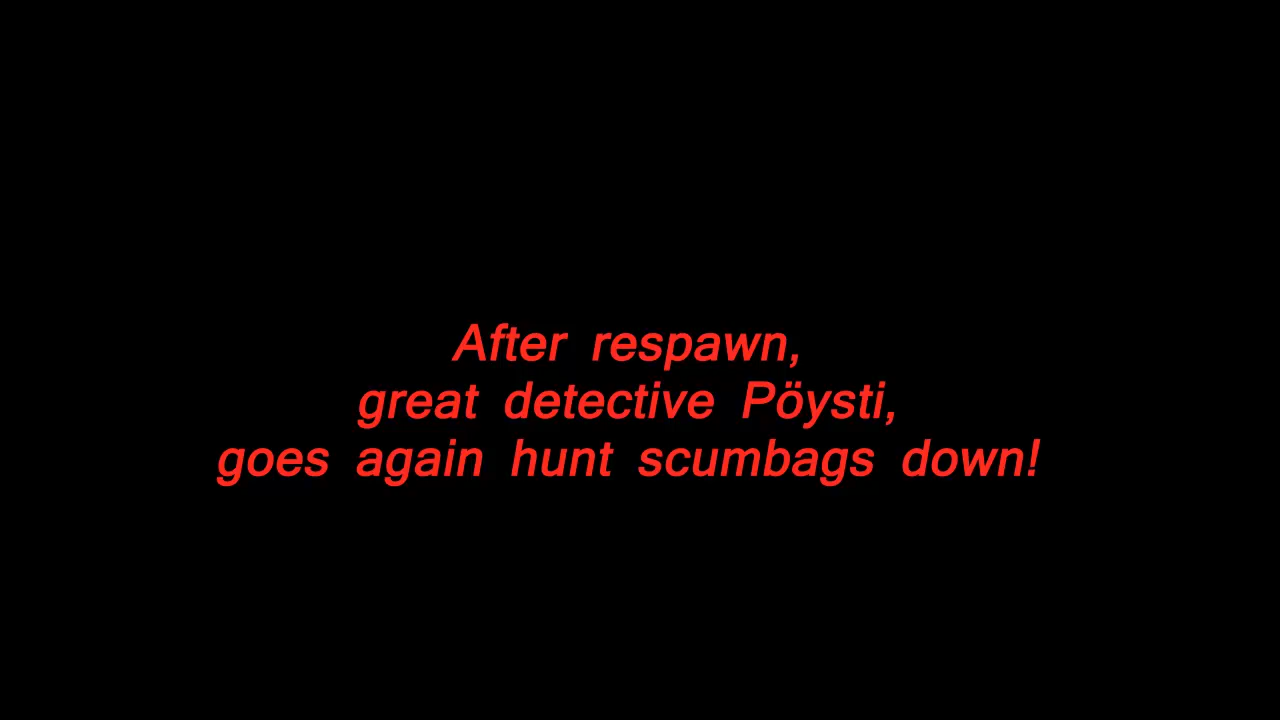 After respawn,
great detective Pöysti,
goes again hunt scumbags down!